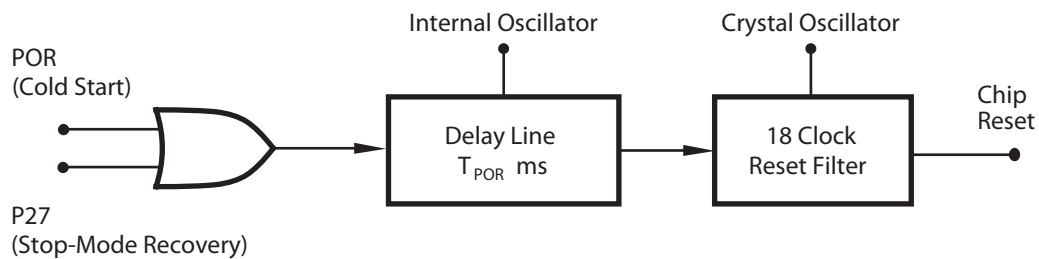 Internal Oscillator
Crystal Oscillator
POR
(Cold Start)
Delay Line
TPOR ms
18 Clock
Reset Filter
Chip
Reset
P27
(Stop-Mode Recovery)